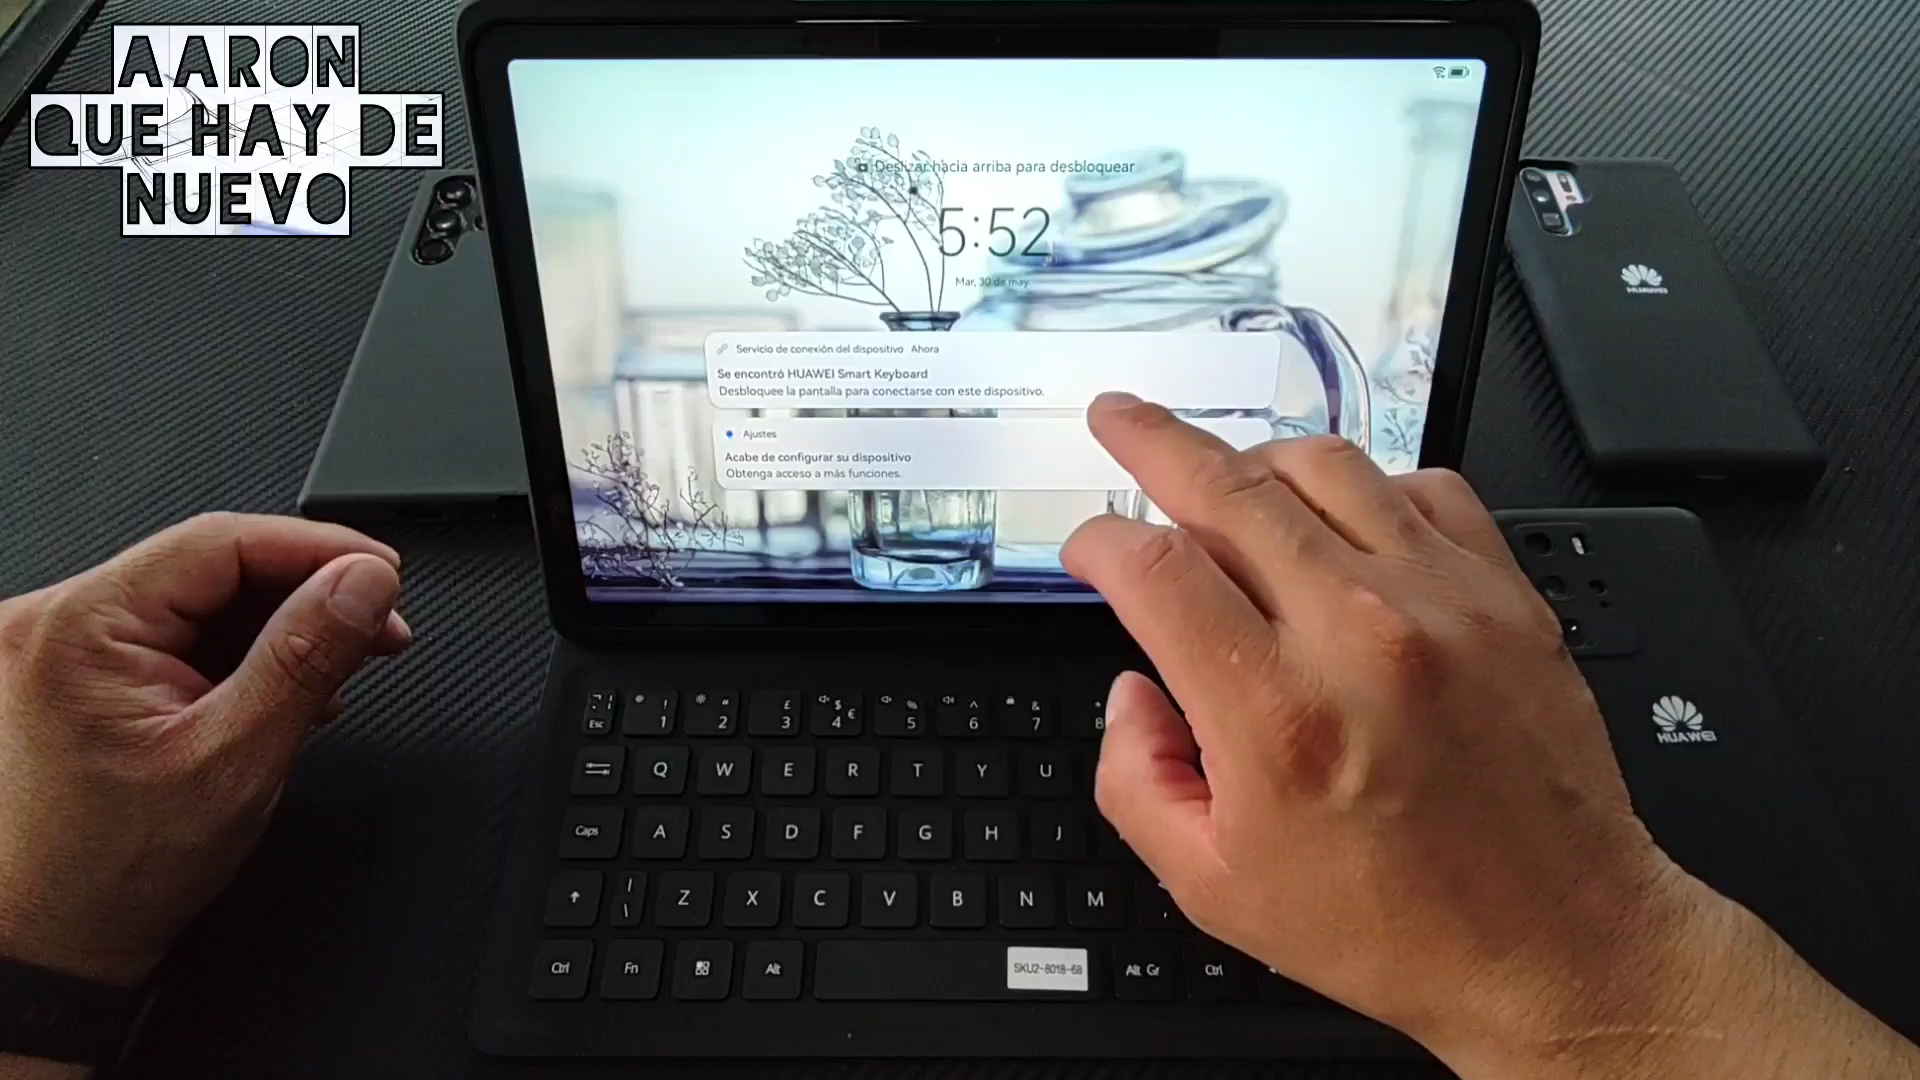 AARON
QUE HAY DE
NUEVO
Deslizar hacia arriba para desbloquear
5:52
Mar, 30 de may.
Servicio de conexión del dispositivo Ahora
Se encontró HUAWEI Smart Keyboard
Desbloquee la pantalla para conectarse con este dispositivo.
Ajustes
Acabe de configurar su dispositivo
Obtenga acceso a más funciones.
HUAWEI
HUAWEI
! " £ $ € % ^ & *
Esc 1 2 3 4 5 6 7 8
Q W E R T Y U
Caps A S D F G H J
| \ Z X C V B N M ,
Ctrl Fn Alt SKU2-8018-68 Alt Gr Ctrl